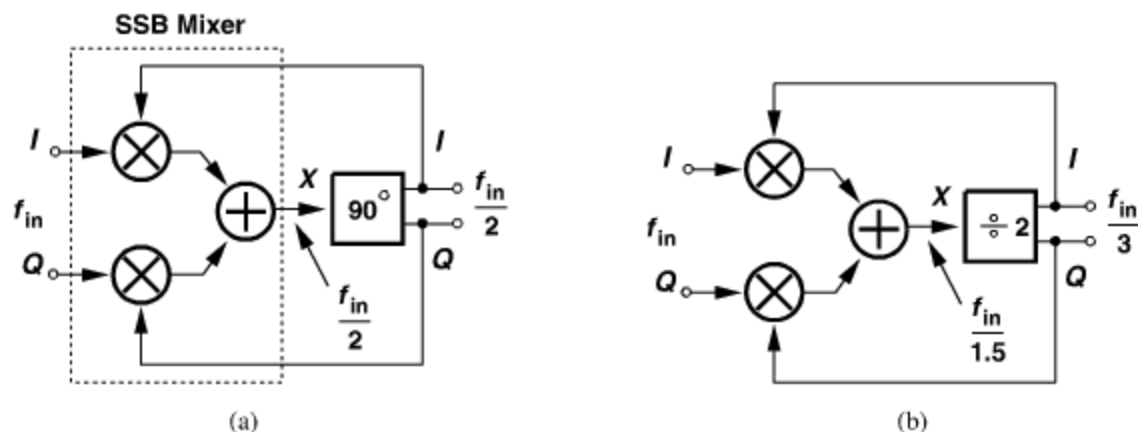 SSB Mixer
I
f_in
Q
X
90°
I
Q
f_in/2
f_in/2
(a)
I
f_in
Q
X
÷ 2
I
Q
f_in/3
f_in/1.5
(b)